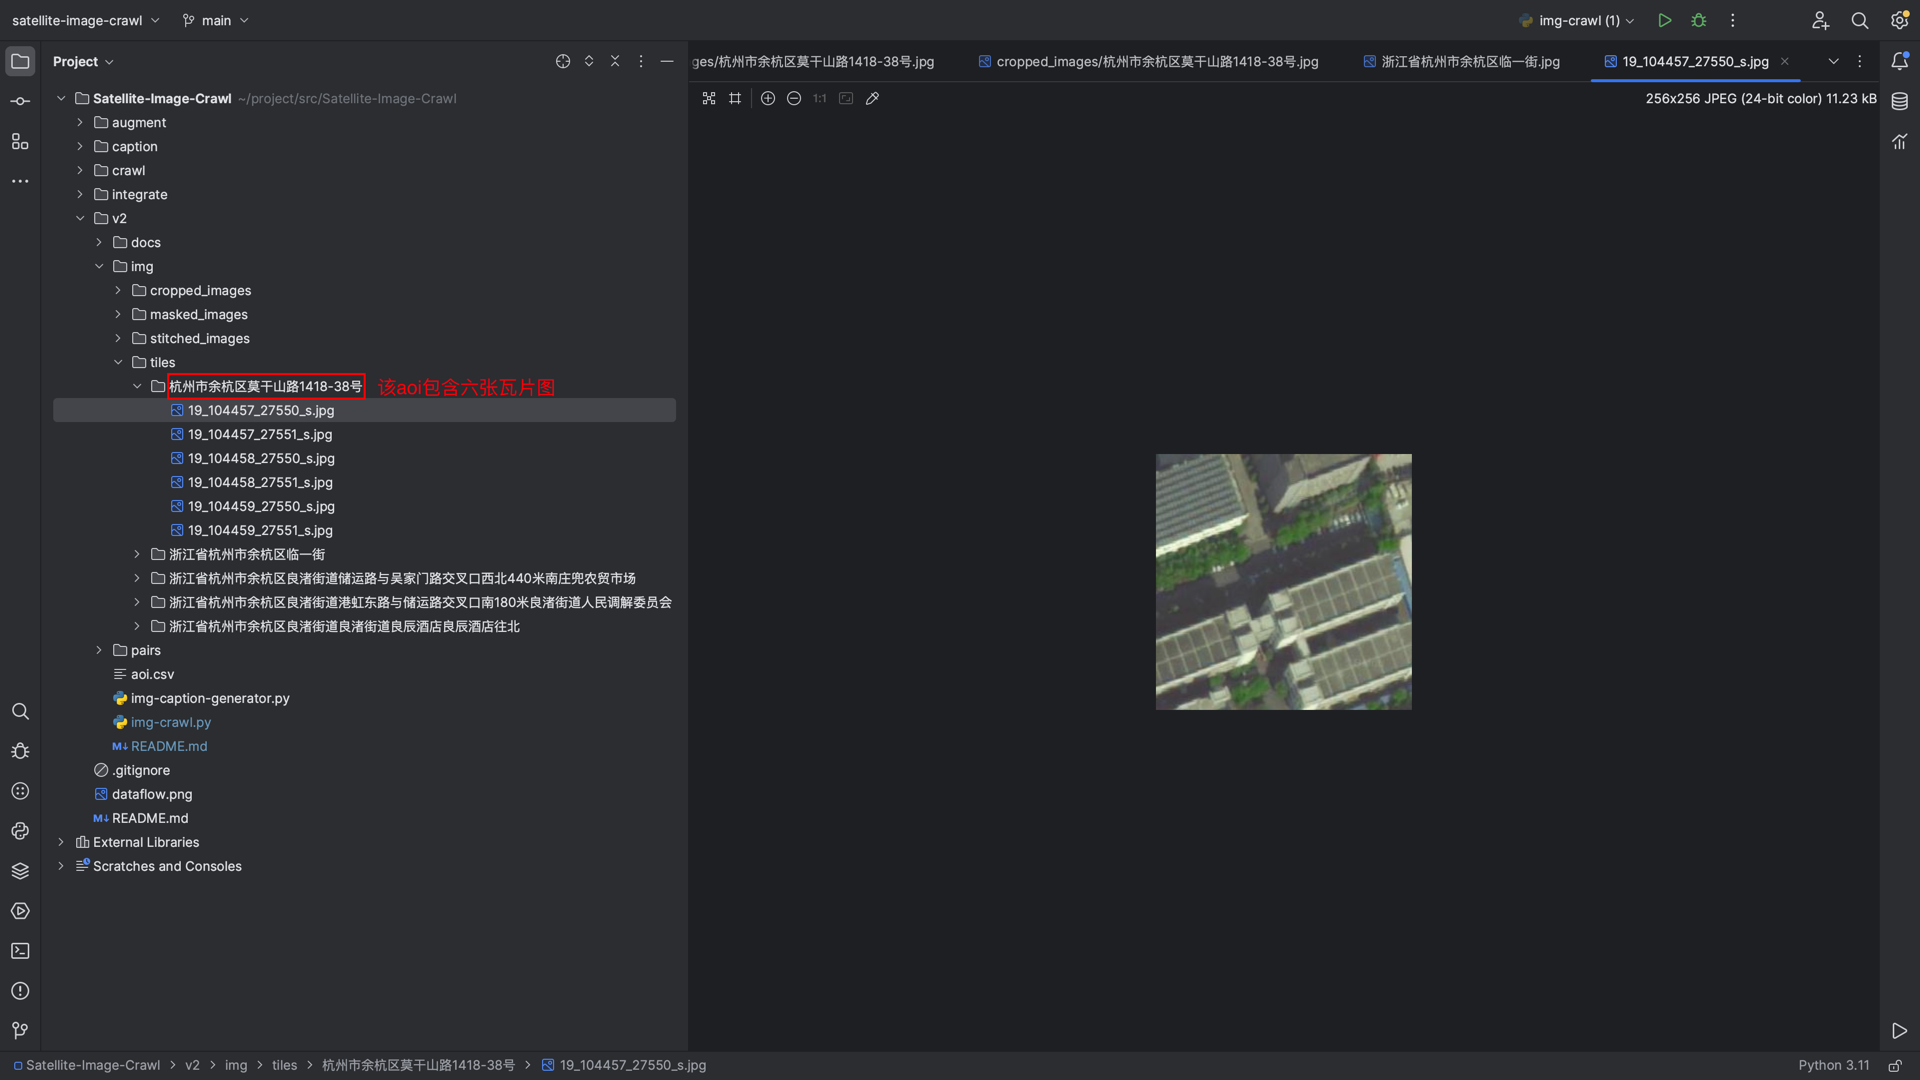 satellite-image-crawl main img-crawl (1)
Project
ges/杭州市余杭区莫干山路1418-38号.jpg cropped_images/杭州市余杭区莫干山路1418-38号.jpg 浙江省杭州市余杭区临一街.jpg 19_104457_27550_s.jpg
1:1 256x256 JPEG (24-bit color) 11.23 kB
Satellite-Image-Crawl ~/project/src/Satellite-Image-Crawl
augment
caption
crawl
integrate
v2
docs
img
cropped_images
masked_images
stitched_images
tiles
杭州市余杭区莫干山路1418-38号 该aoi包含六张瓦片图
19_104457_27550_s.jpg
19_104457_27551_s.jpg
19_104458_27550_s.jpg
19_104458_27551_s.jpg
19_104459_27550_s.jpg
19_104459_27551_s.jpg
浙江省杭州市余杭区临一街
浙江省杭州市余杭区良渚街道储运路与吴家门路交叉口西北440米南庄兜农贸市场
浙江省杭州市余杭区良渚街道港虹东路与储运路交叉口南180米良渚街道人民调解委员会
浙江省杭州市余杭区良渚街道良渚街道良辰酒店良辰酒店往北
pairs
aoi.csv
img-caption-generator.py
img-crawl.py
M↓ README.md
.gitignore
dataflow.png
M↓ README.md
External Libraries
Scratches and Consoles
Satellite-Image-Crawl > v2 > img > tiles > 杭州市余杭区莫干山路1418-38号 > 19_104457_27550_s.jpg Python 3.11